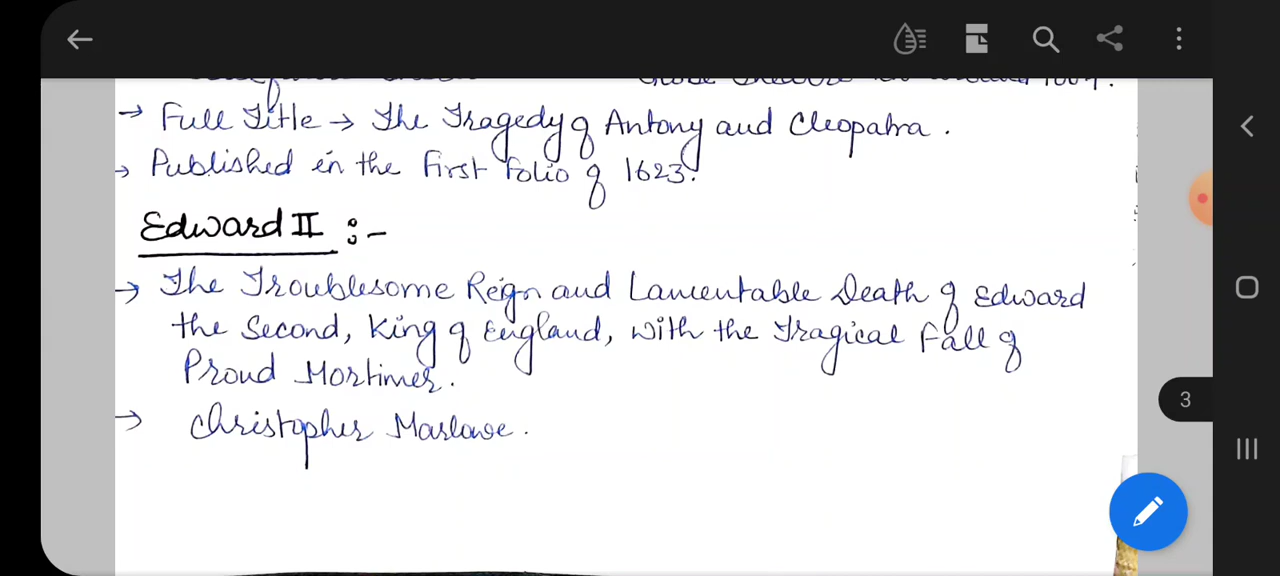 → Full Title → The Tragedy of Antony and Cleopatra .
→ Published in the First Folio of 1623.
Edward II :-
→ The Troublesome Reign and Lamentable Death of Edward
the Second, King of England, with the Tragical Fall of
Proud Mortimer.
3
→ Christopher Marlowe .